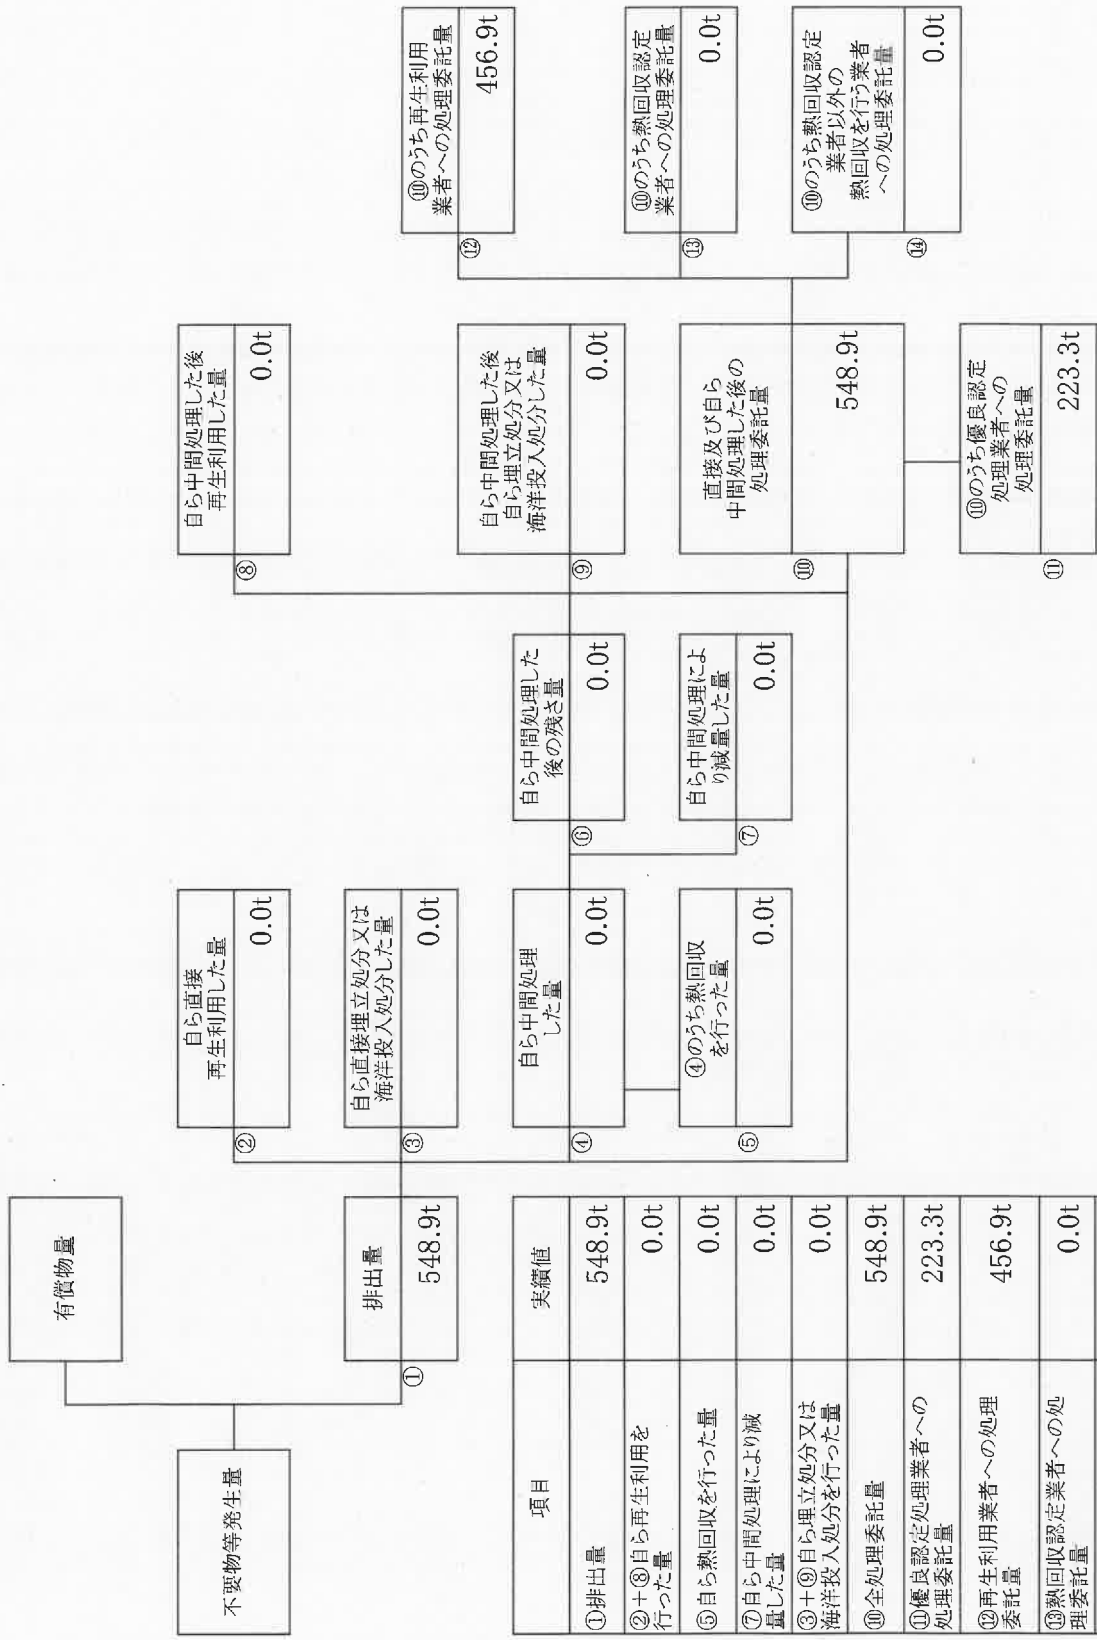 不要物等発生量
有償物量
排出量
①
548.9t
自ら直接
再生利用した量
②
0.0t
自ら直接埋立処分又は
海洋投入処分した量
③
0.0t
自ら中間処理
した量
④
0.0t
④のうち熱回収
を行った量
⑤
0.0t
自ら中間処理した
後の残さ量
⑥
0.0t
自ら中間処理によ
り減量した量
⑦
0.0t
自ら中間処理した後
再生利用した量
⑧
0.0t
自ら中間処理した後
自ら埋立処分又は
海洋投入処分した量
⑨
0.0t
直接及び自ら
中間処理した後の
処理委託量
⑩
548.9t
⑩のうち優良認定
処理業者への
処理委託量
⑪
223.3t
⑩のうち再生利用
業者への処理委託量
⑫
456.9t
⑩のうち熱回収認定
業者への処理委託量
⑬
0.0t
⑩のうち熱回収認定
業者以外の
熱回収を行う業者
への処理委託量
⑭
0.0t
項目 実績値
①排出量 548.9t
②+⑧自ら再生利用を
行った量 0.0t
⑤自ら熱回収を行った量 0.0t
⑦自ら中間処理により減
量した量 0.0t
③+⑨自ら埋立処分又は
海洋投入処分を行った量 0.0t
⑩全処理委託量 548.9t
⑪優良認定処理業者への
処理委託量 223.3t
⑫再生利用業者への処理
委託量 456.9t
⑬熱回収認定業者への処
理委託量 0.0t